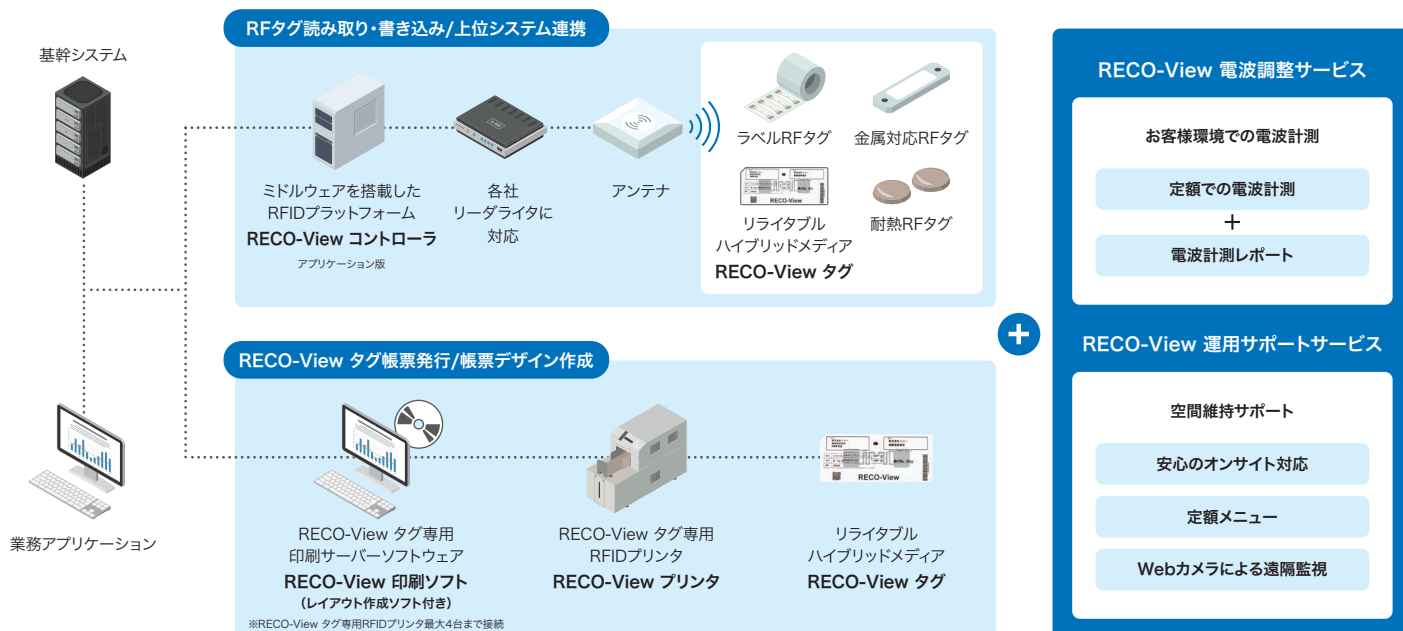 基幹システム
業務アプリケーション
RFタグ読み取り・書き込み/上位システム連携
ミドルウェアを搭載した
RFIDプラットフォーム
RECO-View コントローラ
アプリケーション版
各社
リーダライタに
対応
アンテナ
ラベルRFタグ
金属対応RFタグ
RECO-View
リライタブル
ハイブリッドメディア
RECO-View タグ
耐熱RFタグ
RECO-View タグ帳票発行/帳票デザイン作成
RECO-View タグ専用
印刷サーバーソフトウェア
RECO-View 印刷ソフト
(レイアウト作成ソフト付き)
※RECO-View タグ専用RFIDプリンタ最大4台まで接続
RECO-View タグ専用
RFIDプリンタ
RECO-View プリンタ
RECO-View
リライタブル
ハイブリッドメディア
RECO-View タグ
+
RECO-View 電波調整サービス
お客様環境での電波計測
定額での電波計測
+
電波計測レポート
RECO-View 運用サポートサービス
空間維持サポート
安心のオンサイト対応
定額メニュー
Webカメラによる遠隔監視